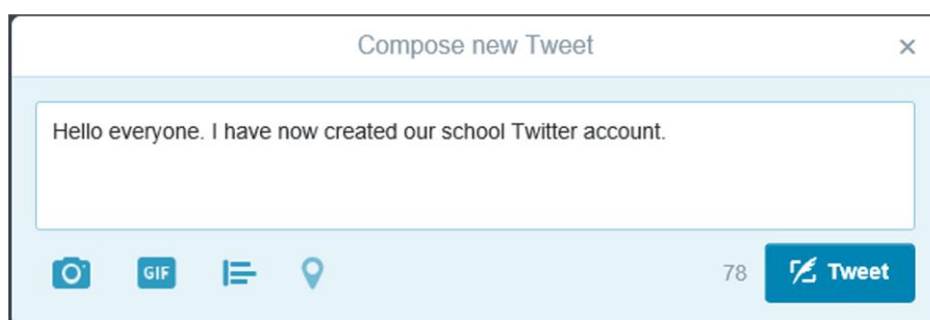 Compose new Tweet
Hello everyone. I have now created our school Twitter account.
GIF
78 Tweet